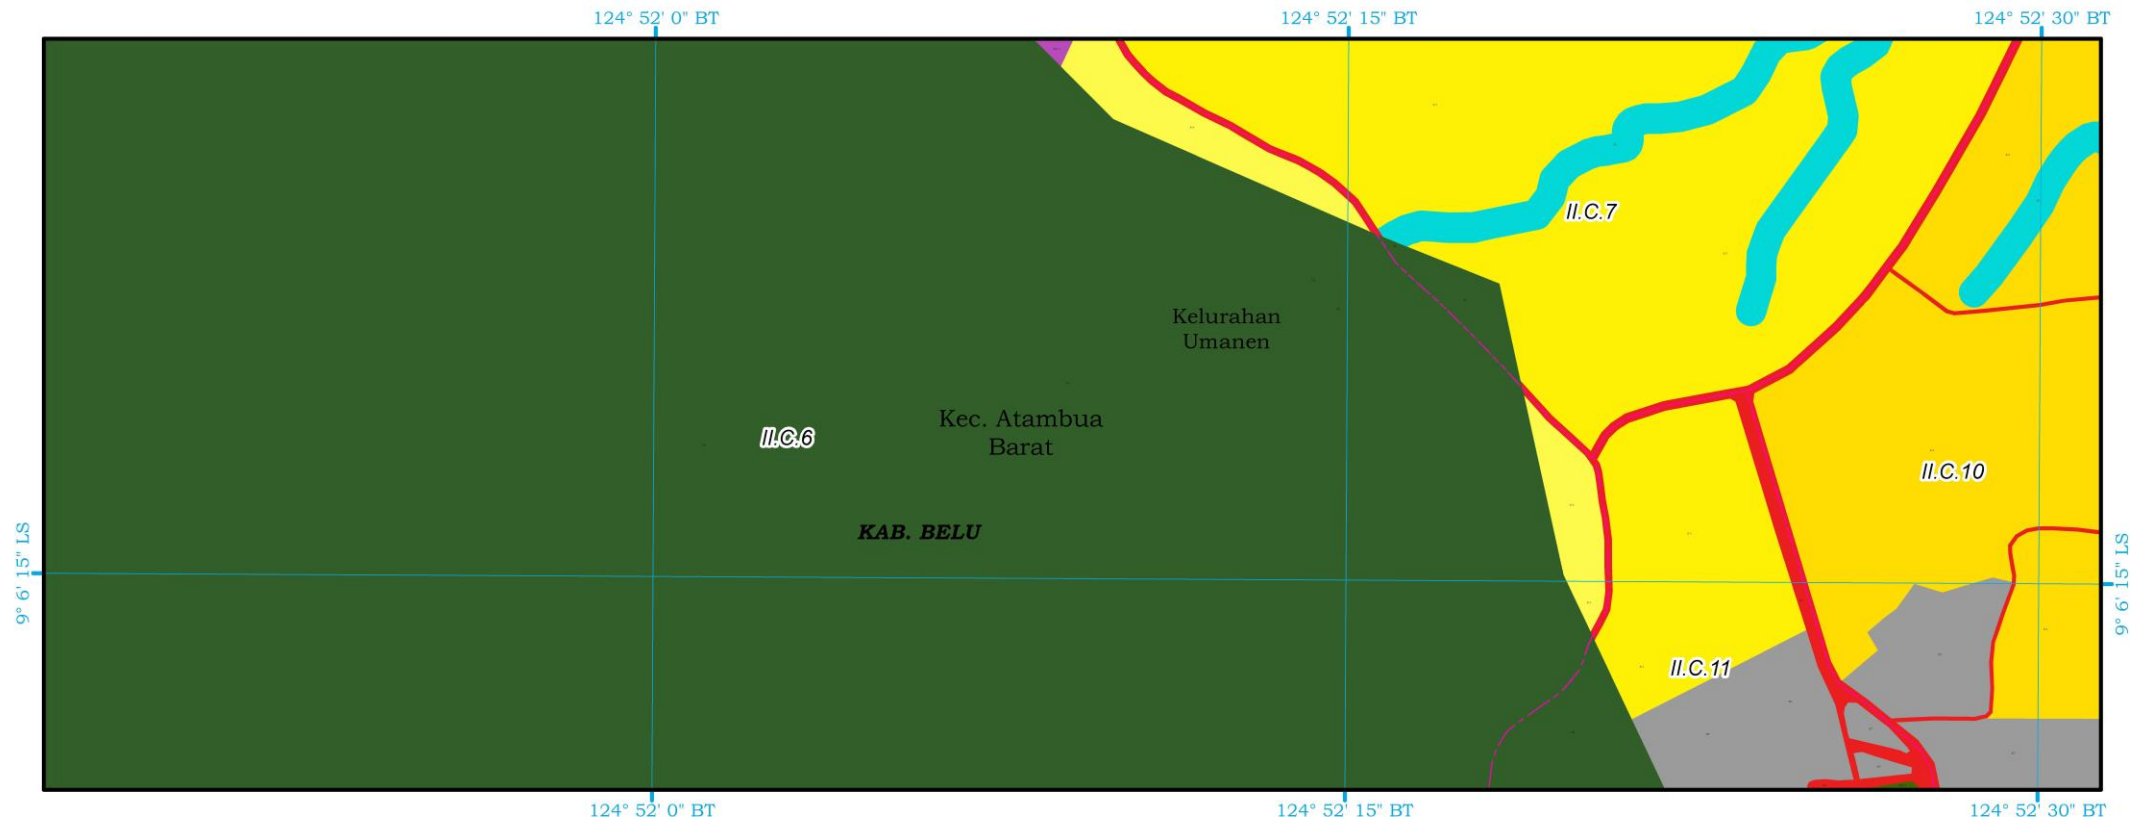 124° 52' 0" BT
124° 52' 15" BT
124° 52' 30" BT
II.C.7
Kelurahan
Umanen
Kec. Atambua
Barat
II.C.6
II.C.10
KAB. BELU
9° 6' 15" LS
9° 6' 15" LS
II.C.11
124° 52' 0" BT
124° 52' 15" BT
124° 52' 30" BT